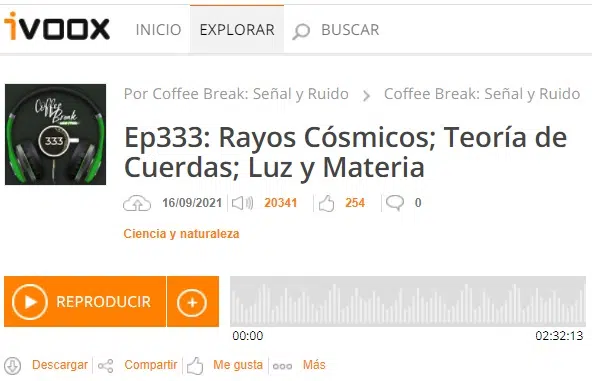 iVOOX INICIO EXPLORAR BUSCAR
Por Coffee Break: Señal y Ruido Coffee Break: Señal y Ruido
Coffee
Break
333
Ep333: Rayos Cósmicos; Teoría de
Cuerdas; Luz y Materia
16/09/2021 20341 254 0
Ciencia y naturaleza
REPRODUCIR
00:00 02:32:13
Descargar Compartir Me gusta Más